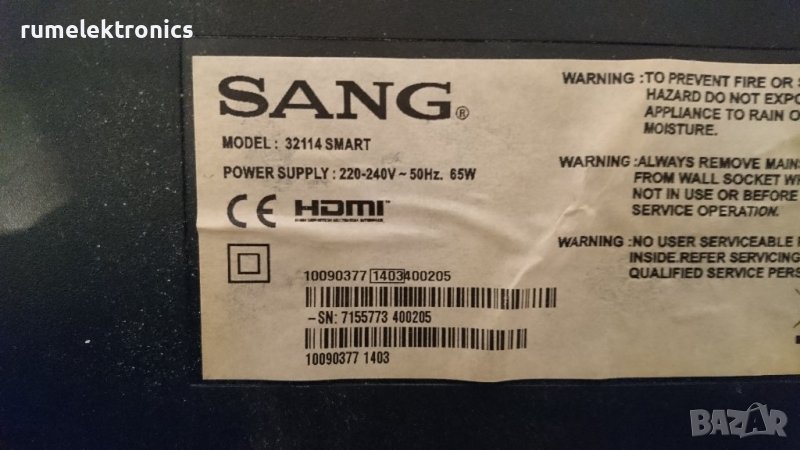 rumelektronics
SANG®
MODEL : 32114 SMART
POWER SUPPLY : 220-240V ~ 50Hz. 65W
CE HDMI
10090377 1403400205
-SN: 7155773 400205
10090377 1403
WARNING :TO PREVENT FIRE OR
HAZARD DO NOT EXPO
APPLIANCE TO RAIN O
MOISTURE.
WARNING :ALWAYS REMOVE MAIN
FROM WALL SOCKET W
NOT IN USE OR BEFORE
SERVICE OPERATION.
WARNING :NO USER SERVICEABLE
INSIDE.REFER SERVICING
QUALIFIED SERVICE PERS
BAZAR